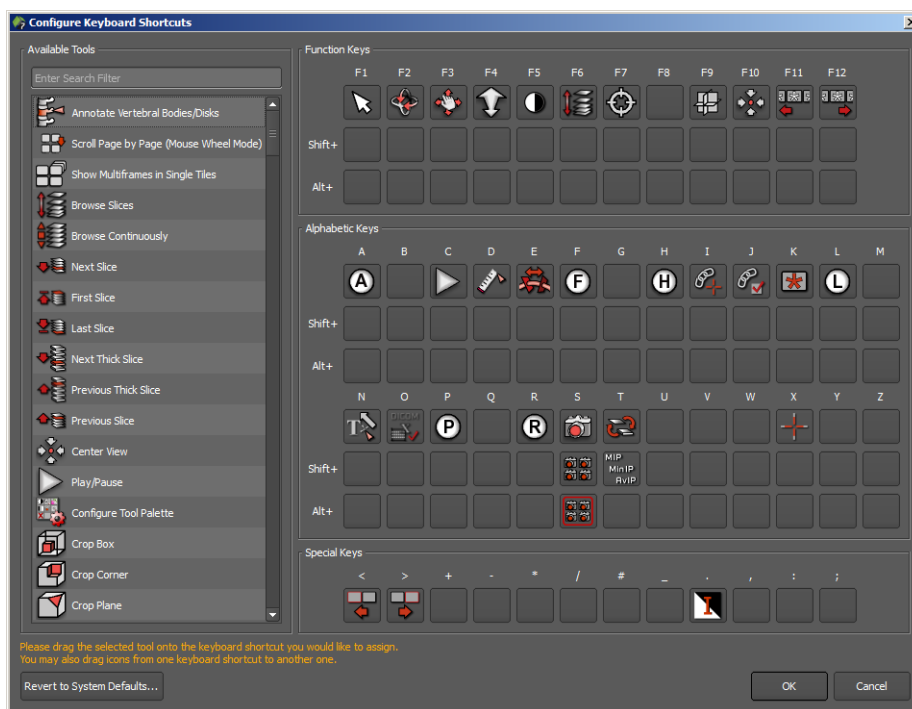 Configure Keyboard Shortcuts
Available Tools
Enter Search Filter
Annotate Vertebral Bodies/Disks
Scroll Page by Page (Mouse Wheel Mode)
Show Multiframes in Single Tiles
Browse Slices
Browse Continuously
Next Slice
First Slice
Last Slice
Next Thick Slice
Previous Thick Slice
Previous Slice
Center View
Play/Pause
Configure Tool Palette
Crop Box
Crop Corner
Crop Plane
Function Keys
F1 F2 F3 F4 F5 F6 F7 F8 F9 F10 F11 F12
Shift+
Alt+
Alphabetic Keys
A B C D E F G H I J K L M
A F H L
Shift+
Alt+
N O P Q R S T U V W X Y Z
T DICOM P R
Shift+ MIP MinIP AvIP
Alt+
Special Keys
< > + - * / # _ . , : ;
I
Please drag the selected tool onto the keyboard shortcut you would like to assign.
You may also drag icons from one keyboard shortcut to another one.
Revert to System Defaults...
OK
Cancel